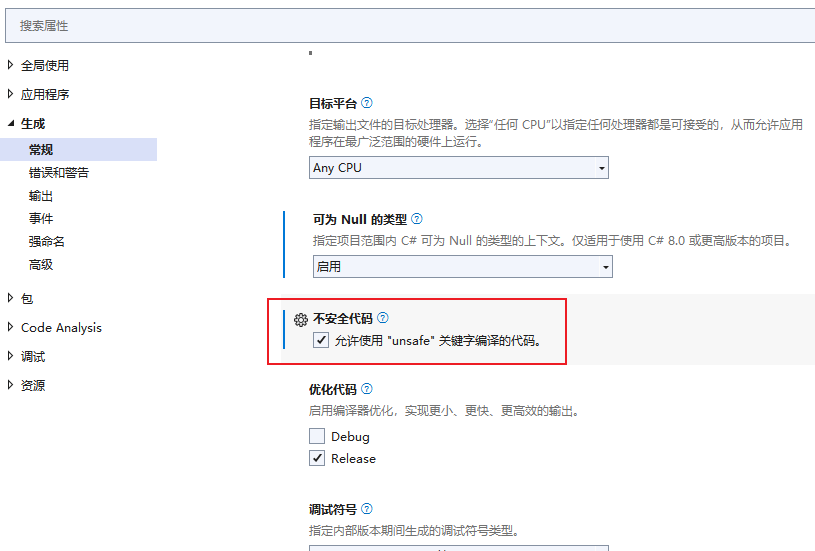 搜索属性
全局使用
应用程序
生成
常规
错误和警告
输出
事件
强命名
高级
包
Code Analysis
调试
资源
目标平台
指定输出文件的目标处理器。选择“任何 CPU”以指定任何处理器都是可接受的，从而允许应用
程序在最广泛范围的硬件上运行。
Any CPU
可为 Null 的类型
指定项目范围内 C# 可为 Null 的类型的上下文。仅适用于使用 C# 8.0 或更高版本的项目。
启用
不安全代码
允许使用 "unsafe" 关键字编译的代码。
优化代码
启用编译器优化，实现更小、更快、更高效的输出。
Debug
Release
调试符号
指定内部版本期间生成的调试符号类型。